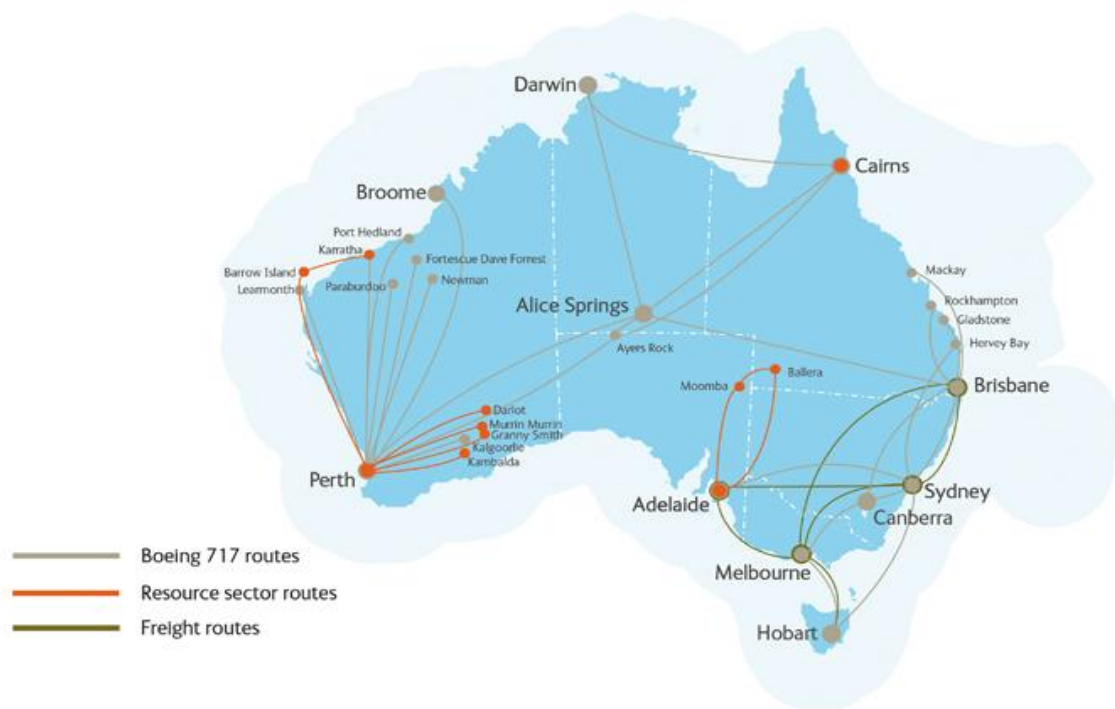 Darwin
Cairns
Broome
Port Hedland
Karratha
Fortescue Dave Forrest
Barrow Island
Mackay
Learmonth
Paraburdoo
Newman
Rockhampton
Alice Springs
Gladstone
Ayers Rock
Hervey Bay
Ballera
Moomba
Brisbane
Darlot
Murrin Murrin
Granny Smith
Kalgoorlie
Kambalda
Perth
Adelaide
Sydney
Canberra
Boeing 717 routes
Melbourne
Resource sector routes
Freight routes
Hobart